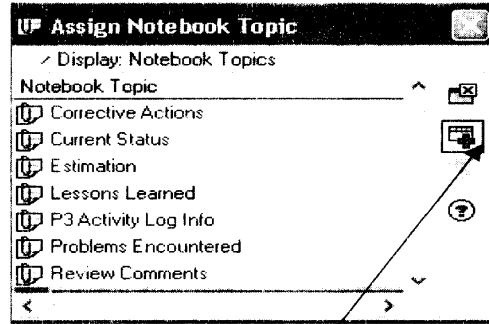 Assign Notebook Topic
Display: Notebook Topics
Notebook Topic
Corrective Actions
Current Status
Estimation
Lessons Learned
P3 Activity Log Info
Problems Encountered
Review Comments